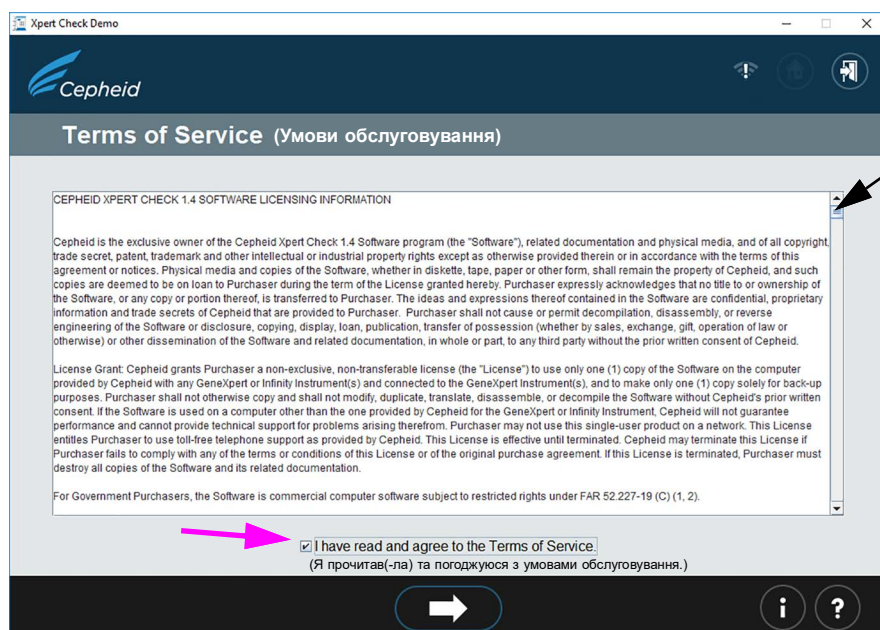 Xpert Check Demo
Cepheid
Terms of Service (Умови обслуговування)
CEPHEID XPERT CHECK 1.4 SOFTWARE LICENSING INFORMATION
Cepheid is the exclusive owner of the Cepheid Xpert Check 1.4 Software program (the "Software"), related documentation and physical media, and of all copyright,
trade secret, patent, trademark and other intellectual or industrial property rights except as otherwise provided therein or in accordance with the terms of this
agreement or notices. Physical media and copies of the Software, whether in diskette, tape, paper or other form, shall remain the property of Cepheid, and such
copies are deemed to be on loan to Purchaser during the term of the License granted hereby. Purchaser expressly acknowledges that no title to or ownership of
the Software, or any copy or portion thereof, is transferred to Purchaser. The ideas and expressions thereof contained in the Software are confidential, proprietary
information and trade secrets of Cepheid that are provided to Purchaser. Purchaser shall not cause or permit decompilation, disassembly, or reverse
engineering of the Software or disclosure, copying, display, loan, publication, transfer of possession (whether by sales, exchange, gift, operation of law or
otherwise) or other dissemination of the Software and related documentation, in whole or part, to any third party without the prior written consent of Cepheid.
License Grant: Cepheid grants Purchaser a non-exclusive, non-transferable license (the "License") to use only one (1) copy of the Software on the computer
provided by Cepheid with any GeneXpert or Infinity Instrument(s) and connected to the GeneXpert Instrument(s), and to make only one (1) copy solely for back-up
purposes. Purchaser shall not otherwise copy and shall not modify, duplicate, translate, disassemble, or decompile the Software without Cepheid's prior written
consent. If the Software is used on a computer other than the one provided by Cepheid for the GeneXpert or Infinity Instrument, Cepheid will not guarantee
performance and cannot provide technical support for problems arising therefrom. Purchaser may not use this single-user product on a network. This License
entitles Purchaser to use toll-free telephone support as provided by Cepheid. This License is effective until terminated. Cepheid may terminate this License if
Purchaser fails to comply with any of the terms or conditions of this License or of the original purchase agreement. If this License is terminated, Purchaser must
destroy all copies of the Software and its related documentation.
For Government Purchasers, the Software is commercial computer software subject to restricted rights under FAR 52.227-19 (C) (1, 2).
I have read and agree to the Terms of Service.
(Я прочитав(-ла) та погоджуюся з умовами обслуговування.)
i ?